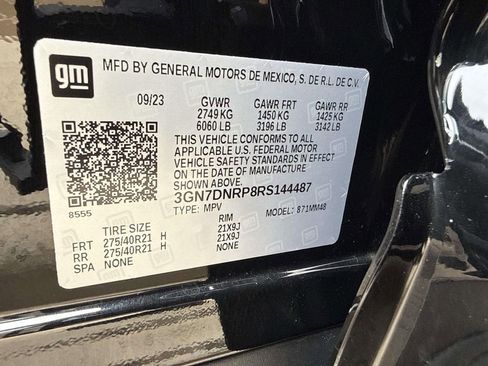 gm
MFD BY GENERAL MOTORS DE MEXICO, S. DE R.L. DE C.V.
09/23 GVWR GAWR FRT GAWR RR
2749 KG 1450 KG 1425 KG
6060 LB 3196 LB 3142 LB
THIS VEHICLE CONFORMS TO ALL
APPLICABLE U.S. FEDERAL MOTOR
VEHICLE SAFETY STANDARDS IN EFFECT
ON THE DATE OF MANUFACTURE
SHOWN ABOVE
3GN7DNRP8RS144487
8555 TYPE: MPV MODEL: 871MM48
TIRE SIZE RIM
FRT 275/40R21 H 21X9J
RR 275/40R21 H 21X9J
SPA NONE NONE